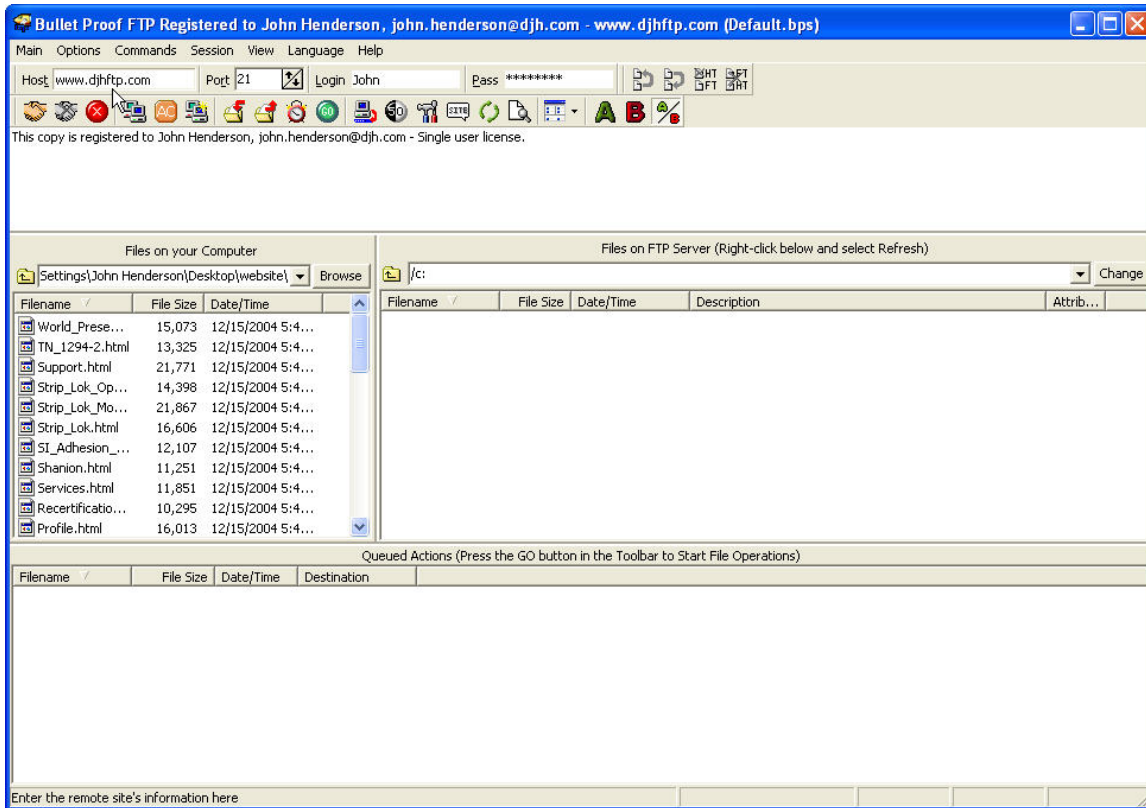 Bullet Proof FTP Registered to John Henderson, john.henderson@djh.com - www.djhftp.com (Default.bps)
Main Options Commands Session View Language Help
Host www.djhftp.com Port 21 Login John Pass ********
HT FT
FT HT
AC GO 50 SITE A B A/B
This copy is registered to John Henderson, john.henderson@djh.com - Single user license.
Files on your Computer Files on FTP Server (Right-click below and select Refresh)
Settings\John Henderson\Desktop\website\ Browse /c: Change
Filename File Size Date/Time Filename File Size Date/Time Description Attrib...
World_Prese... 15,073 12/15/2004 5:4...
TN_1294-2.html 13,325 12/15/2004 5:4...
Support.html 21,771 12/15/2004 5:4...
Strip_Lok_Op... 14,398 12/15/2004 5:4...
Strip_Lok_Mo... 21,867 12/15/2004 5:4...
Strip_Lok.html 16,606 12/15/2004 5:4...
SI_Adhesion_... 12,107 12/15/2004 5:4...
Shanion.html 11,251 12/15/2004 5:4...
Services.html 11,851 12/15/2004 5:4...
Recertificatio... 10,295 12/15/2004 5:4...
Profile.html 16,013 12/15/2004 5:4...
Queued Actions (Press the GO button in the Toolbar to Start File Operations)
Filename File Size Date/Time Destination
Enter the remote site's information here